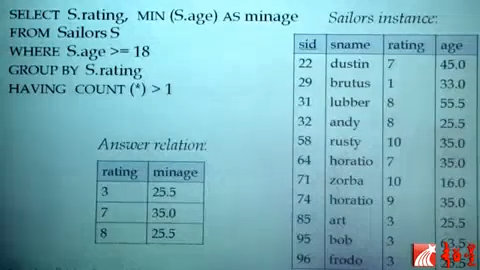 SELECT S.rating, MIN (S.age) AS minage
FROM Sailors S
WHERE S.age >= 18
GROUP BY S.rating
HAVING COUNT (*) > 1
Answer relation:
rating minage
3 25.5
7 35.0
8 25.5
Sailors instance:
sid sname rating age
22 dustin 7 45.0
29 brutus 1 33.0
31 lubber 8 55.5
32 andy 8 25.5
58 rusty 10 35.0
64 horatio 7 35.0
71 zorba 10 16.0
74 horatio 9 35.0
85 art 3 25.5
95 bob 3 63.5
96 frodo 3